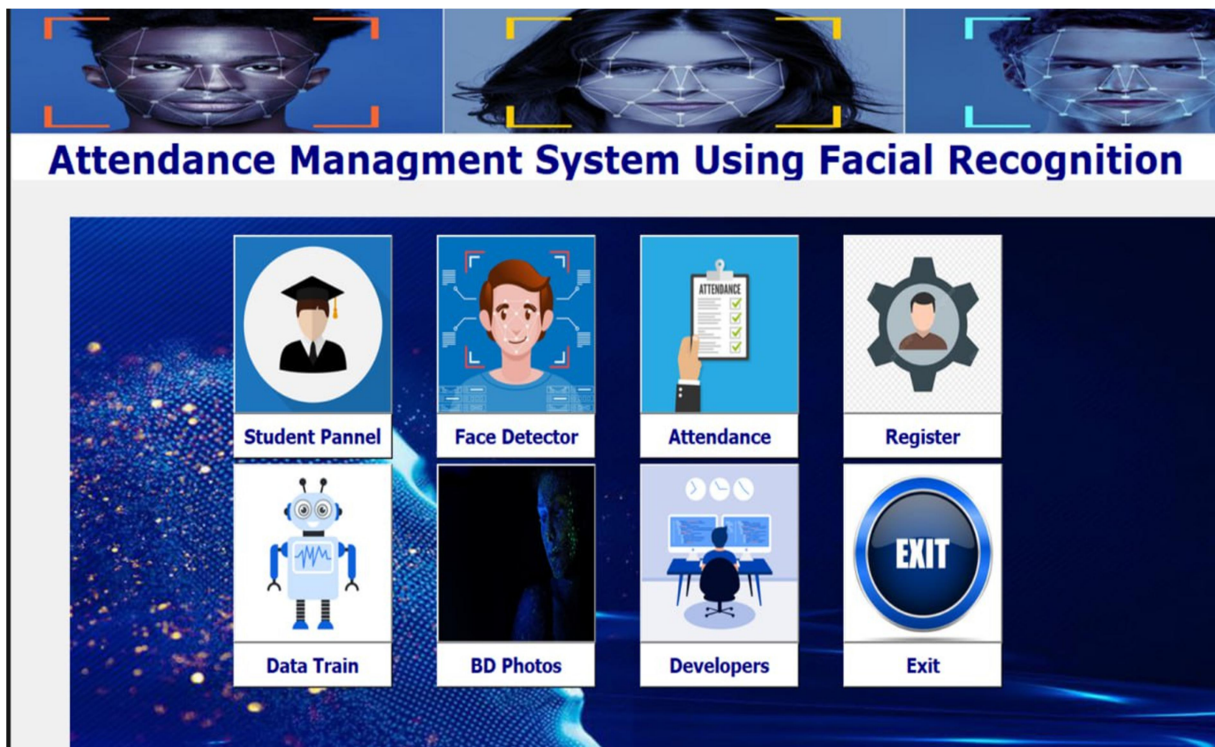 Attendance Managment System Using Facial Recognition
ATTENDANCE
Student Pannel
Face Detector
Attendance
Register
EXIT
Data Train
BD Photos
Developers
Exit